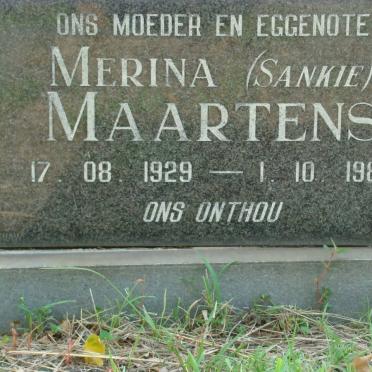 ONS MOEDER EN EGGENOTE
MERINA (SANKIE)
MAARTENS
17. 08. 1929 — 1. 10. 198
ONS ONTHOU